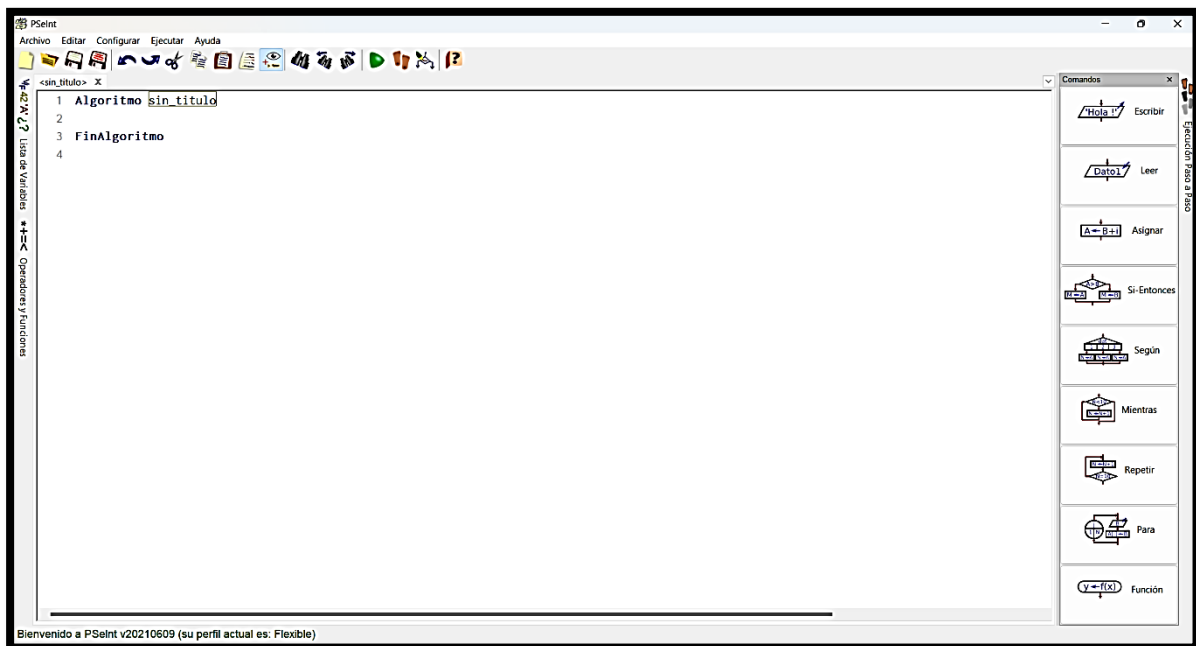 PSeInt
Archivo Editar Configurar Ejecutar Ayuda
<sin_titulo> X
1 Algoritmo sin_titulo
2
3 FinAlgoritmo
4
Lista de Variables
*+=< Operadores y Funciones
Comandos
'Hola !' Escribir
Dato1 Leer
A←B+i Asignar
Si-Entonces
Según
Mientras
Repetir
Para
y←f(x) Función
Ejecución Paso a Paso
Bienvenido a PSeInt v20210609 (su perfil actual es: Flexible)